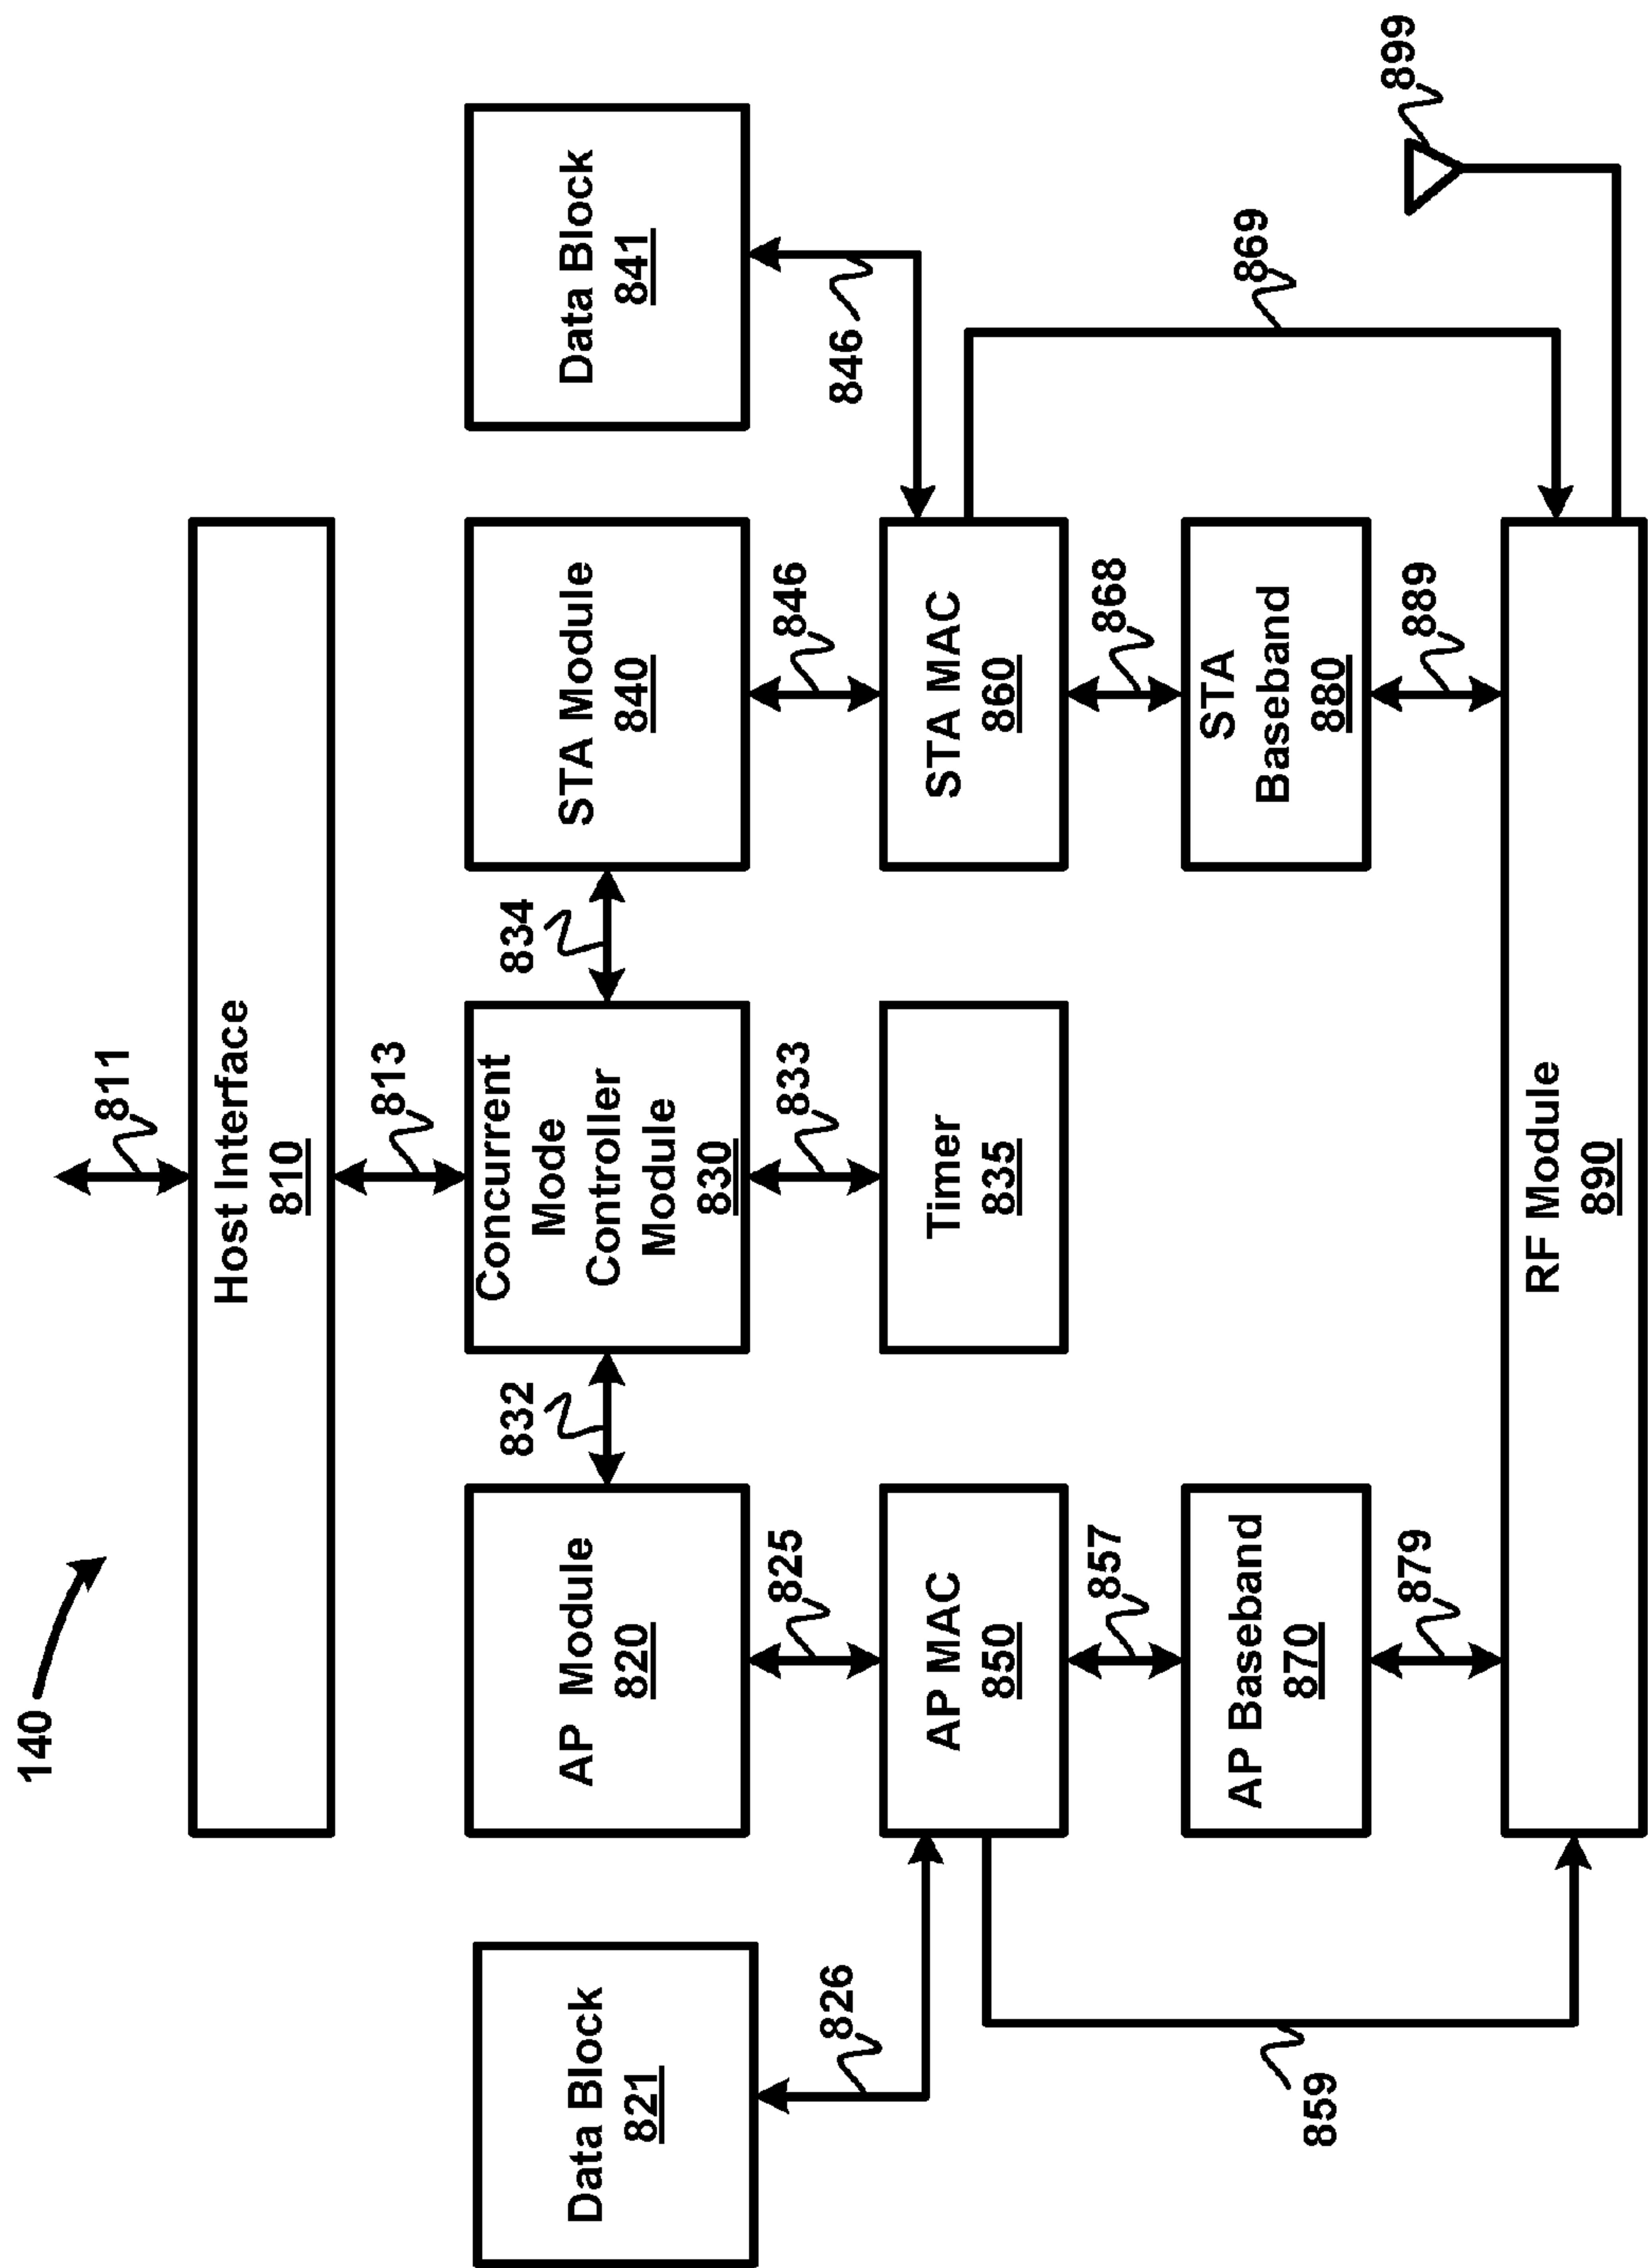 140
811
Host Interface
810
813
Data Block
821
AP Module
820
832
Concurrent
Mode
Controller
Module
830
834
STA Module
840
Data Block
841
826
825
833
846
846
AP MAC
850
Timer
835
STA MAC
860
857
868
869
859
AP Baseband
870
STA
Baseband
880
879
889
899
RF Module
890